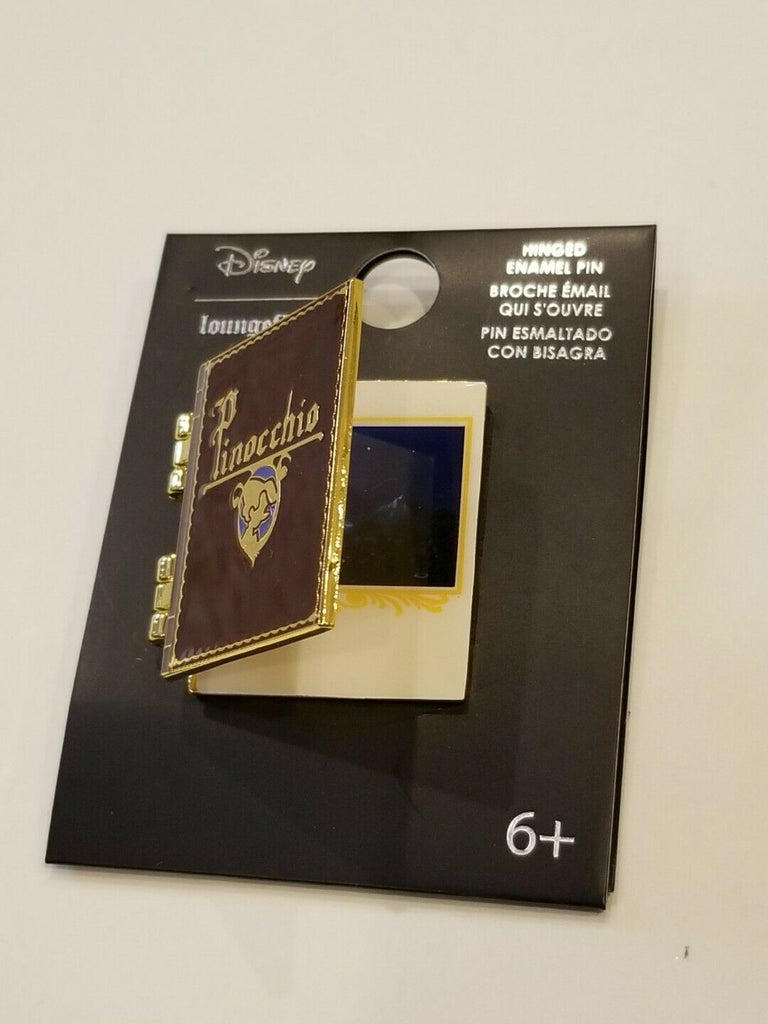 Disney
HINGED
ENAMEL PIN
BROCHE ÉMAIL
QUI S'OUVRE
PIN ESMALTADO
CON BISAGRA
Pinocchio
6+